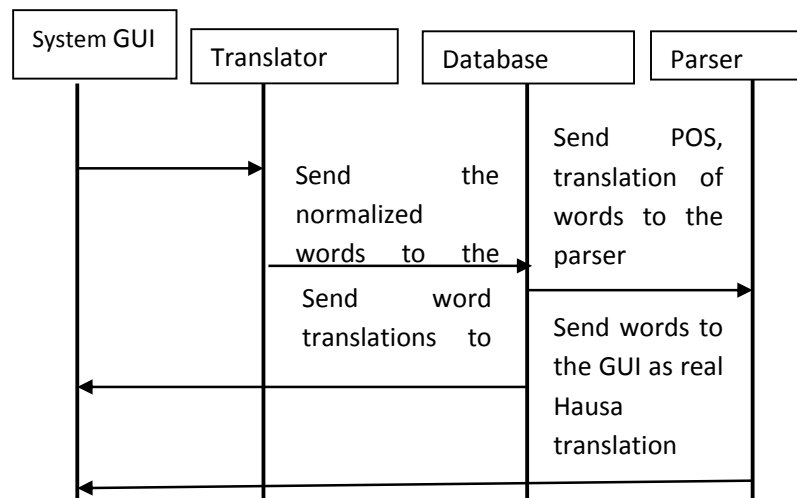 System GUI
Translator
Database
Parser
Send the
normalized
words to the
Send word
translations to
Send POS,
translation of
words to the
parser
Send words to
the GUI as real
Hausa
translation